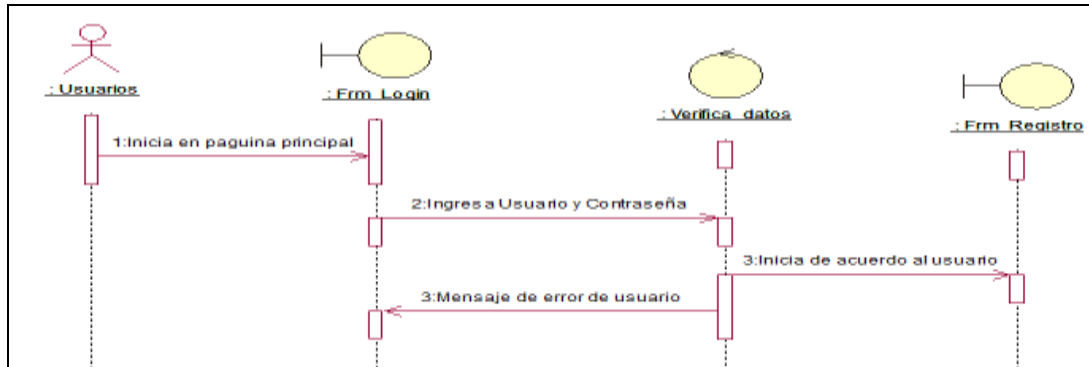 : Usuarios
: Frm_Login
: Verifica_datos
: Frm_Registro
1:Inicia en paguina principal
2:Ingresa Usuario y Contraseña
3:Inicia de acuerdo al usuario
3:Mensaje de error de usuario